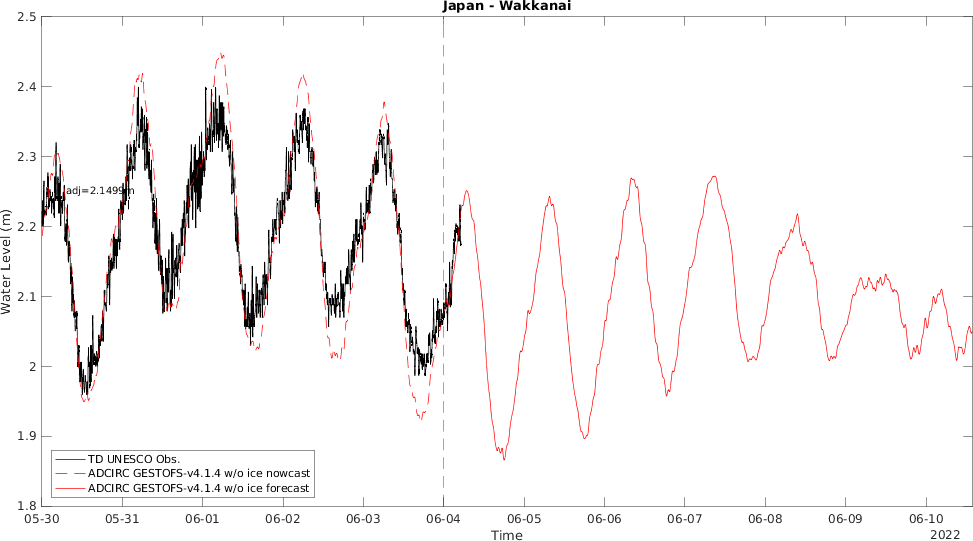 Japan - Wakkanai
2.5
2.4
2.3
2.2
2.1
2
1.9
1.8
Water Level (m)
adj=2.1499m
TD UNESCO Obs.
ADCIRC GESTOFS-v4.1.4 w/o ice nowcast
ADCIRC GESTOFS-v4.1.4 w/o ice forecast
05-30 05-31 06-01 06-02 06-03 06-04 06-05 06-06 06-07 06-08 06-09 06-10
Time
2022